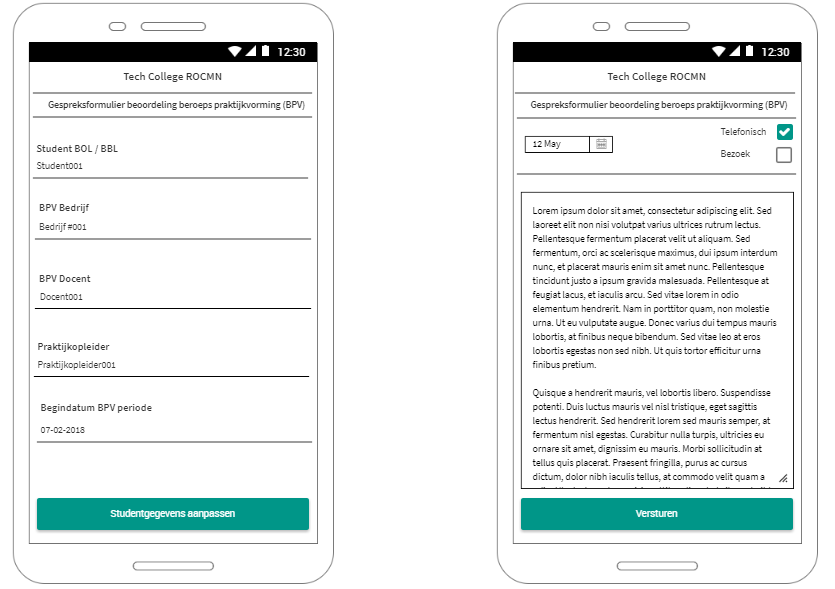 12:30
Tech College ROCMN
Gespreksformulier beoordeling beroeps praktijkvorming (BPV)
Student BOL / BBL
Student001
BPV Bedrijf
Bedrijf #001
BPV Docent
Docent001
Praktijkopleider
Praktijkopleider001
Begindatum BPV periode
07-02-2018
Studentgegevens aanpassen
12:30
Tech College ROCMN
Gespreksformulier beoordeling beroeps praktijkvorming (BPV)
Telefonisch
12 May
Bezoek
Lorem ipsum dolor sit amet, consectetur adipiscing elit. Sed
laoreet elit non nisi volutpat varius ultrices rutrum lectus.
Pellentesque fermentum placerat velit ut aliquam. Sed
fermentum, orci ac scelerisque maximus, dui ipsum interdum
nunc, et placerat mauris enim sit amet nunc. Pellentesque
tincidunt justo a ipsum gravida malesuada. Pellentesque at
feugiat lacus, et iaculis arcu. Sed vitae lorem in odio
elementum hendrerit. Nam in porttitor quam, non molestie
urna. Ut eu vulputate augue. Donec varius dui tempus mauris
lobortis, at finibus neque bibendum. Sed vitae leo at eros
lobortis egestas non sed nibh. Ut quis tortor efficitur urna
finibus pretium.
Quisque a hendrerit mauris, vel lobortis libero. Suspendisse
potenti. Duis luctus mauris vel nisl tristique, eget sagittis
lectus hendrerit. Sed hendrerit lorem sed mauris semper, at
fermentum nisl egestas. Curabitur nulla turpis, ultricies eu
ornare sit amet, dignissim eu mauris. Morbi sollicitudin at
tellus quis placerat. Praesent fringilla, purus ac cursus
dictum, dolor nibh iaculis tellus, at commodo velit quam a
Versturen